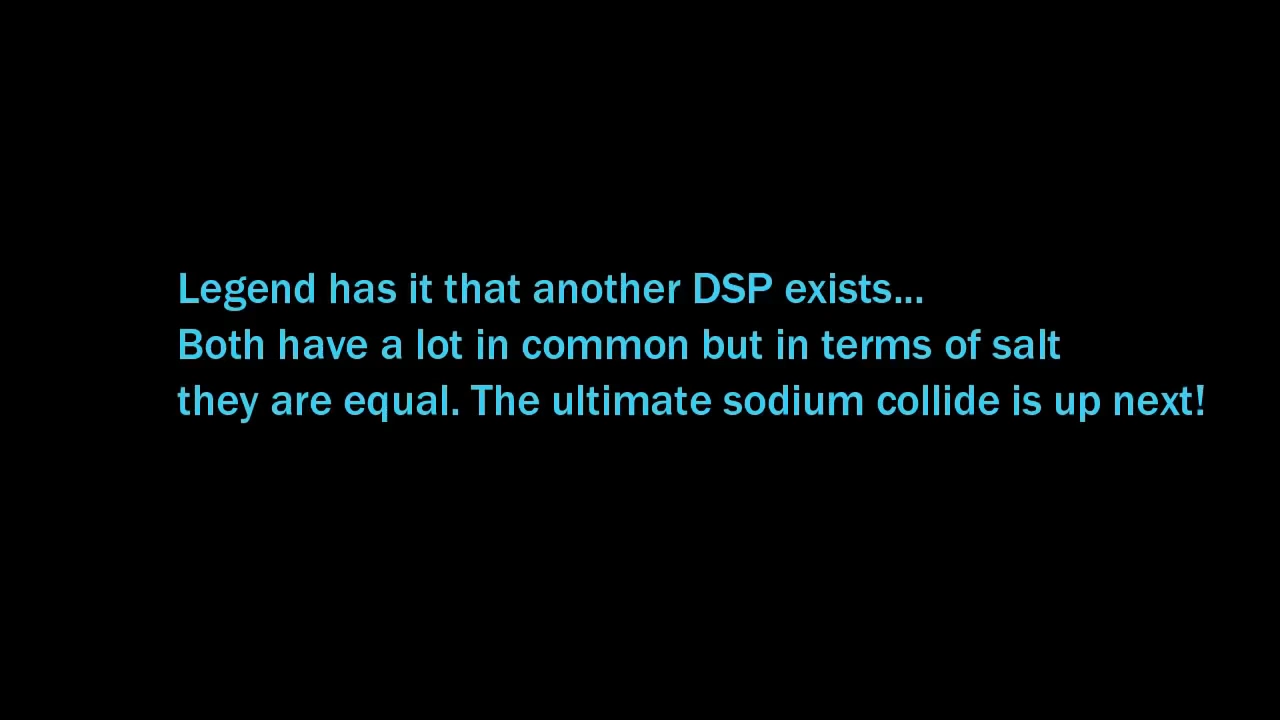 Legend has it that another DSP exists...
Both have a lot in common but in terms of salt
they are equal. The ultimate sodium collide is up next!